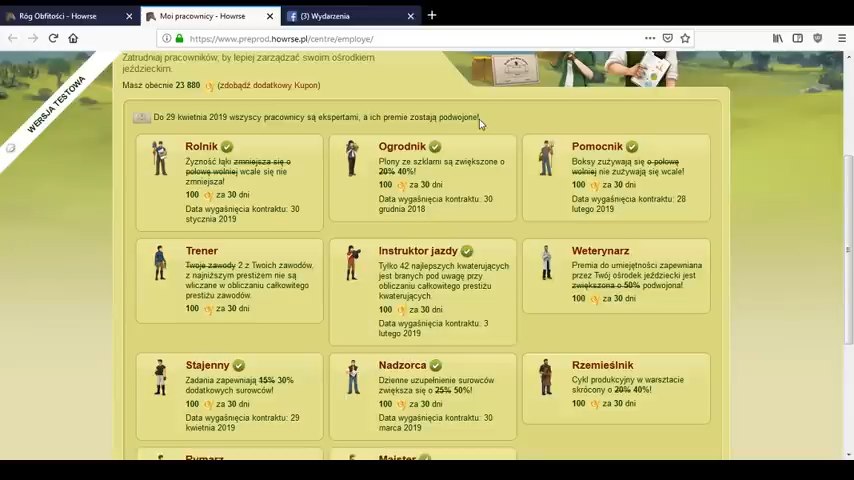 Róg Obfitości - Howrse
Moi pracownicy - Howrse
(3) Wydarzenia
https://www.preprod.howrse.pl/centre/employe/
WERSJA TESTOWA
Zatrudniaj pracowników, by lepiej zarządzać swoim ośrodkiem
jeździeckim.
Masz obecnie 23 880 (zdobądź dodatkowy Kupon)
Do 29 kwietnia 2019 wszyscy pracownicy są ekspertami, a ich premie zostają podwojone!
Rolnik
Żyzność łąki zmniejsza się o
połowę wolniej wcale się nie
zmniejsza!
100 za 30 dni
Data wygaśnięcia kontraktu: 30
stycznia 2019
Ogrodnik
Plony ze szklarni są zwiększone o
20% 40%!
100 za 30 dni
Data wygaśnięcia kontraktu: 30
grudnia 2018
Pomocnik
Boksy zużywają się o połowę
wolniej nie zużywają się wcale!
100 za 30 dni
Data wygaśnięcia kontraktu: 28
lutego 2019
Trener
Twoje zawody 2 z Twoich zawodów,
z najniższym prestiżem nie są
wliczane w obliczaniu całkowitego
prestiżu zawodów.
100 za 30 dni
Instruktor jazdy
Tylko 42 najlepszych kwaterujących
jest branych pod uwagę przy
obliczaniu całkowitego prestiżu
kwaterujących.
100 za 30 dni
Data wygaśnięcia kontraktu: 3
lutego 2019
Weterynarz
Premia do umiejętności zapewniana
przez Twój ośrodek jeździecki jest
zwiększona o 50% podwojona!
100 za 30 dni
Stajenny
Zadania zapewniają 15% 30%
dodatkowych surowców!
100 za 30 dni
Data wygaśnięcia kontraktu: 29
kwietnia 2019
Nadzorca
Dzienne uzupełnienie surowców
zwiększa się o 25% 50%!
100 za 30 dni
Data wygaśnięcia kontraktu: 30
marca 2019
Rzemieślnik
Cykl produkcyjny w warsztacie
skrócony o 20% 40%!
100 za 30 dni
Rymarz
Majster